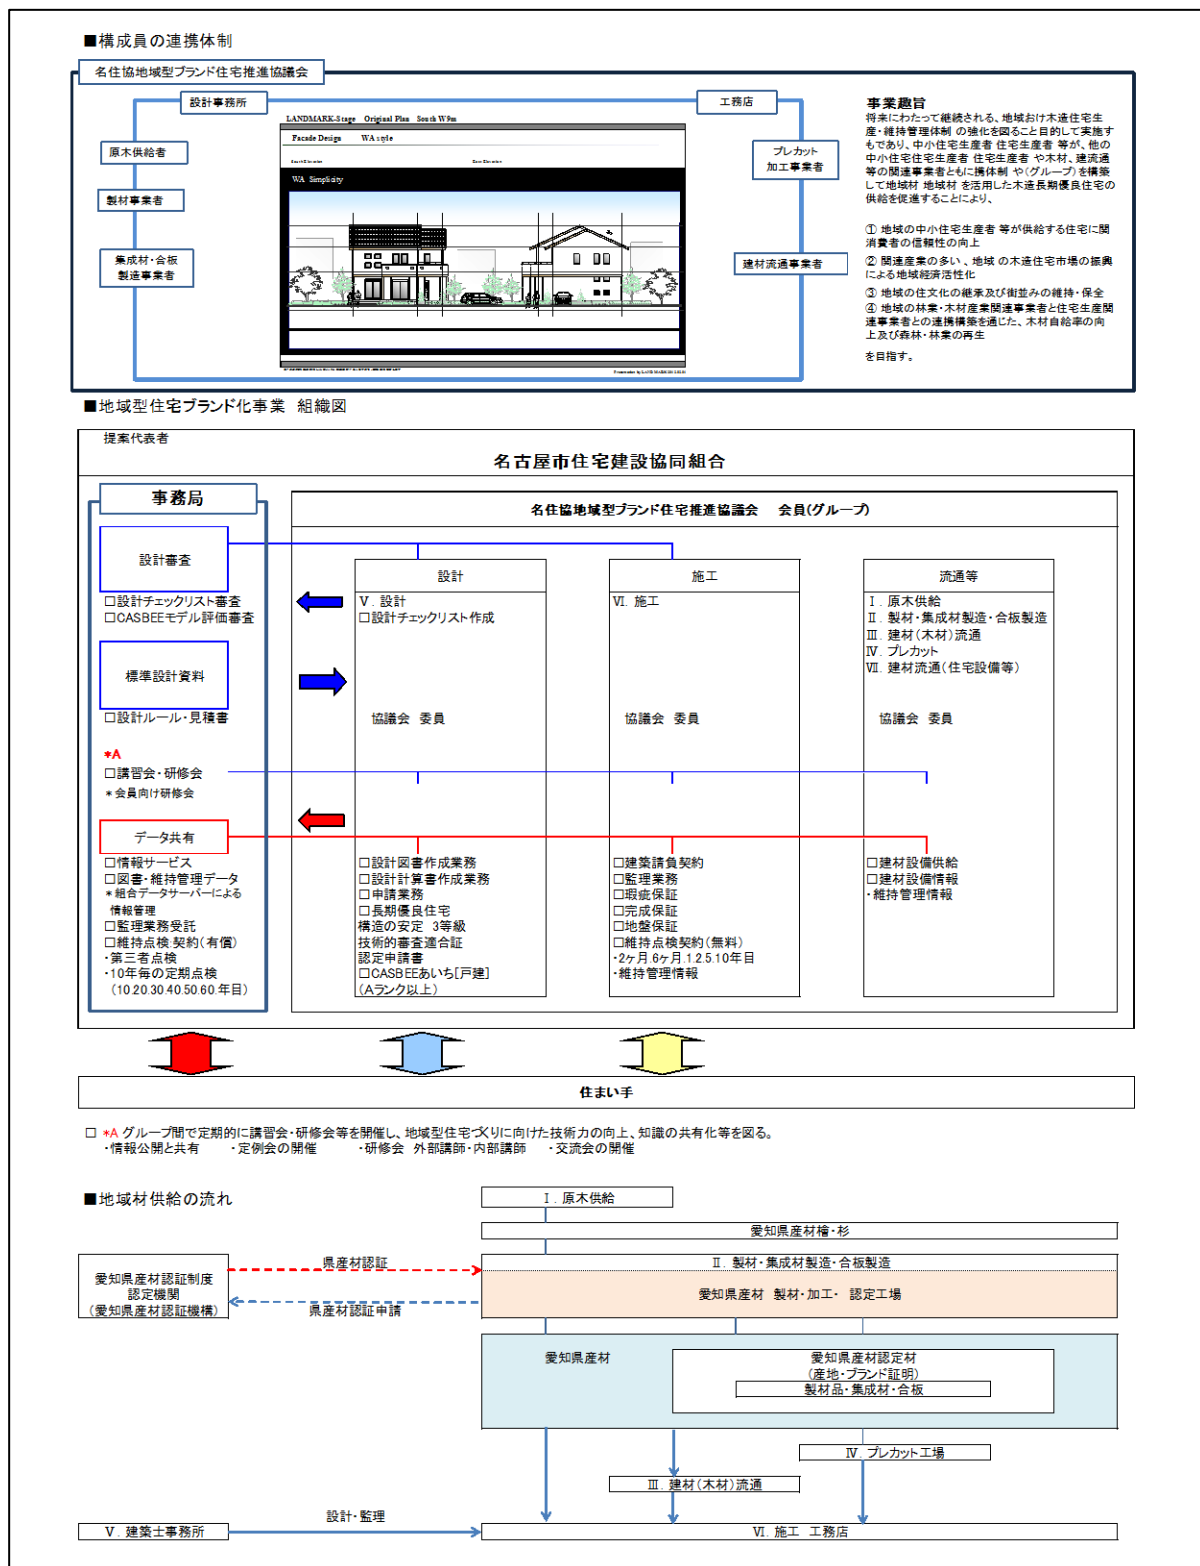 ■構成員の連携体制
名住協地域型ブランド住宅推進協議会
設計事務所
工務店
原木供給者
製材事業者
集成材・合板
製造事業者
プレカット
加工事業者
建材流通事業者
LANDMARK-Stage Original Plan South W9m
Facade Design WA style
WA Simplicity
事業趣旨
将来にわたって継続される、地域おけ木造住宅生
産・維持管理体制 の強化を図ること目的して実施す
もであり、中小住宅生産者 住宅生産者 等が、他の
中小住宅住宅生産者 住宅生産者 や木材、建流通
等の関連事業者ともに携体制 や(グループ)を構築
して地域材 地域材 を活用した木造長期優良住宅の
供給を促進することにより、
① 地域の中小住宅生産者 等が供給する住宅に関
消費者の信頼性の向上
② 関連産業の多い 、地域 の木造住宅市場の振興
による地域経済活性化
③ 地域の住文化の継承及び街並みの維持・保全
④ 地域の林業・木材産業関連事業者と住宅生産関
連事業者との連携構築を通じた、木材自給率の向
上及び森林・林業の再生
を目指す。
■地域型住宅ブランド化事業 組織図
提案代表者
名古屋市住宅建設協同組合
事務局
名住協地域型ブランド住宅推進協議会 会員(グループ)
設計審査
□設計チェックリスト審査
□CASBEEモデル評価審査
標準設計資料
□設計ルール・見積書
*A
□講習会・研修会
*会員向け研修会
データ共有
□情報サービス
□図書・維持管理データ
*組合データサーバーによる
情報管理
□監理業務受託
□維持点検契約(有償)
・第三者点検
・10年毎の定期点検
(10.20.30.40.50.60.年目)
設計
Ⅴ. 設計
□設計チェックリスト作成
協議会 委員
□設計図書作成業務
□設計計算書作成業務
□申請業務
□長期優良住宅
構造の安定 3等級
技術的審査適合証
認定申請書
□CASBEEあいち[戸建]
(Aランク以上)
施工
Ⅵ. 施工
協議会 委員
□建築請負契約
□監理業務
□瑕疵保証
□完成保証
□地盤保証
□維持点検契約(無料)
・2ヶ月.6ヶ月.1.2.5.10年目
・維持管理情報
流通等
Ⅰ. 原木供給
Ⅱ. 製材・集成材製造・合板製造
Ⅲ. 建材(木材)流通
Ⅳ. プレカット
Ⅶ. 建材流通(住宅設備等)
協議会 委員
□建材設備供給
□建材設備情報
・維持管理情報
住まい手
□ *A グループ間で定期的に講習会・研修会等を開催し、地域型住宅づくりに向けた技術力の向上、知識の共有化等を図る。
・情報公開と共有 ・定例会の開催 ・研修会 外部講師・内部講師 ・交流会の開催
■地域材供給の流れ
Ⅰ. 原木供給
愛知県産材檜・杉
愛知県産材認証制度
認定機関
(愛知県産材認証機構)
県産材認証
県産材認証申請
Ⅱ. 製材・集成材製造・合板製造
愛知県産材 製材・加工・ 認定工場
愛知県産材
愛知県産材認定材
(産地・ブランド証明)
製材品・集成材・合板
Ⅳ. プレカット工場
Ⅲ. 建材(木材)流通
設計・監理
Ⅴ. 建築士事務所
Ⅵ. 施工 工務店